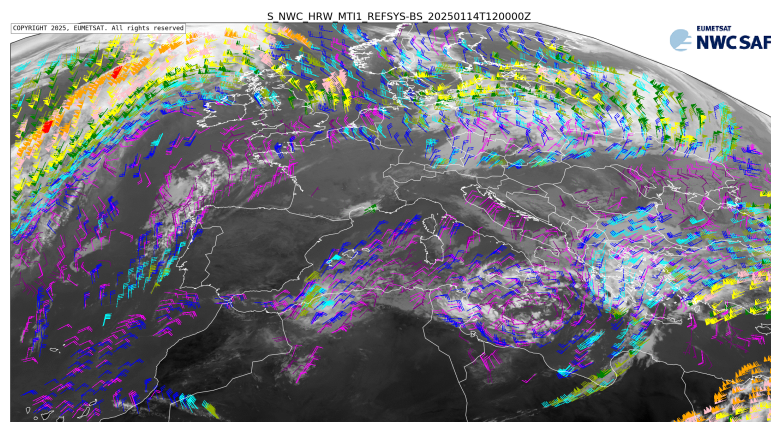 S_NWC_HRW_MTI1_REFSYS-BS_20250114T120000Z
COPYRIGHT 2025, EUMETSAT. All rights reserved
EUMETSAT
NWC SAF